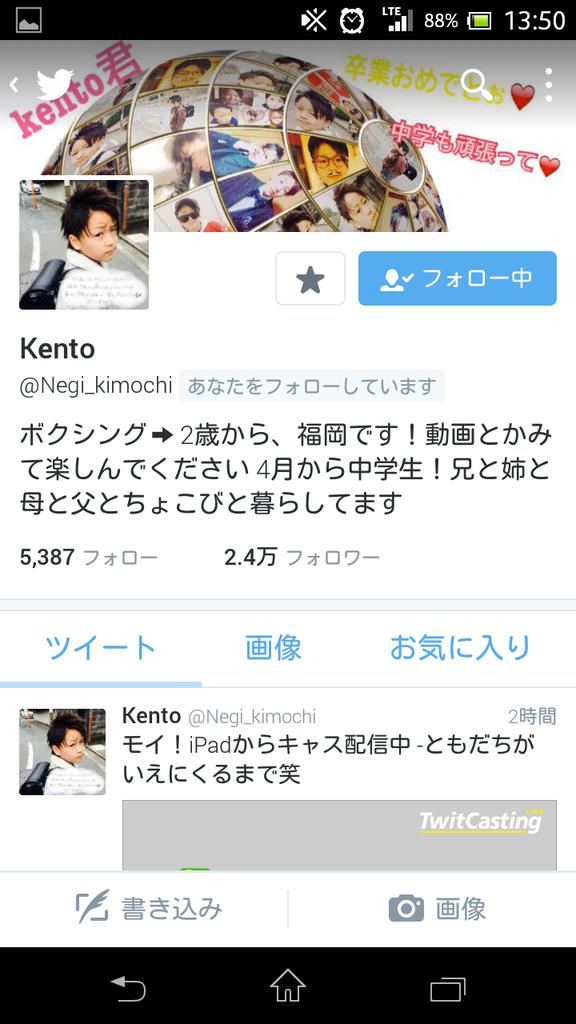 LTE 88% 13:50
kento君
卒業おめでとぉ
中学も頑張って
フォロー中
Kento
@Negi_kimochi あなたをフォローしています
ボクシング➡2歳から、福岡です！動画とかみ
て楽しんでください 4月から中学生！兄と姉と
母と父とちょこびと暮らしてます
5,387 フォロー 2.4万 フォロワー
ツイート 画像 お気に入り
Kento @Negi_kimochi 2時間
モイ！iPadからキャス配信中 -ともだちが
いえにくるまで笑
TwitCasting LIVE
書き込み 画像